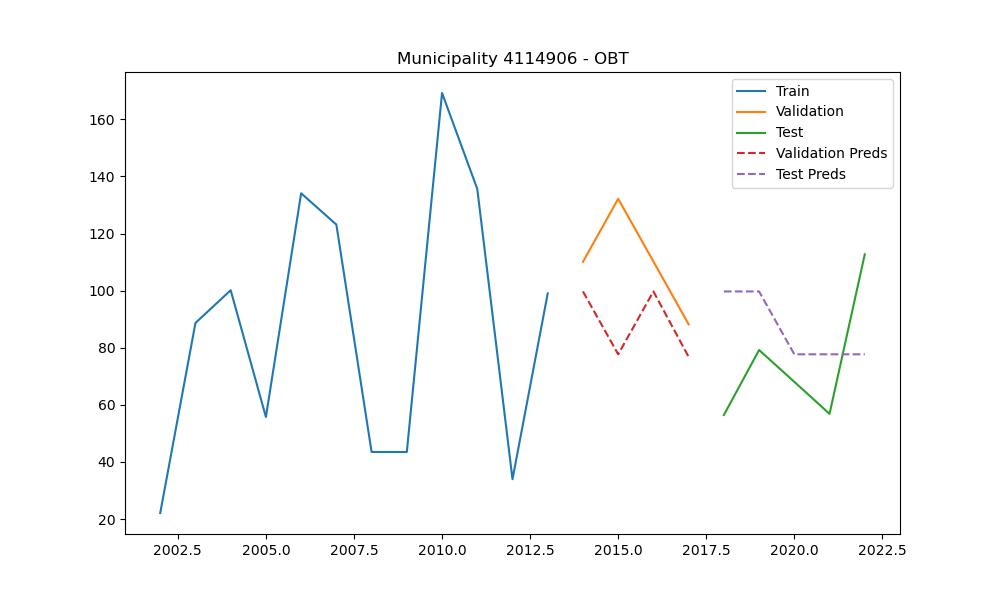 Municipality 4114906 - OBT
Train
Validation
Test
Validation Preds
Test Preds
160
140
120
100
80
60
40
20
2002.5 2005.0 2007.5 2010.0 2012.5 2015.0 2017.5 2020.0 2022.5